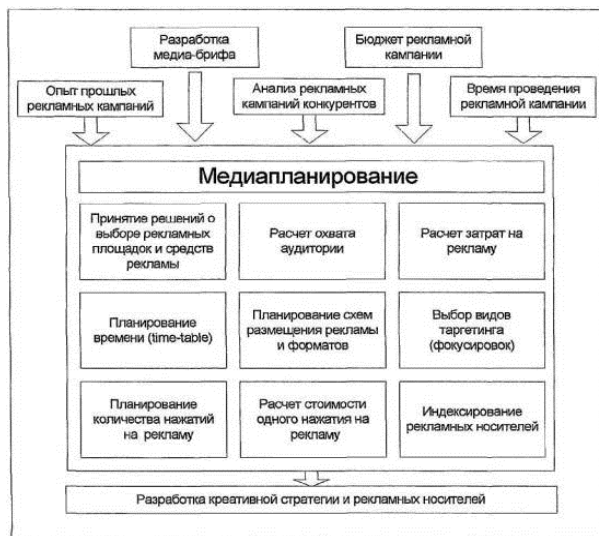 Разработка
медиа-брифа
Бюджет рекламной
кампании
Опыт прошлых
рекламных кампаний
Анализ рекламных
кампаний конкурентов
Время проведения
рекламной кампании
Медиапланирование
Принятие решений о
выборе рекламных
площадок и средств
рекламы
Расчет охвата
аудитории
Расчет затрат на
рекламу
Планирование
времени (time-table)
Планирование схем
размещения рекламы
и форматов
Выбор видов
таргетинга
(фокусировок)
Планирование
количества нажатий
на рекламу
Расчет стоимости
одного нажатия на
рекламу
Индексирование
рекламных носителей
Разработка креативной стратегии и рекламных носителей